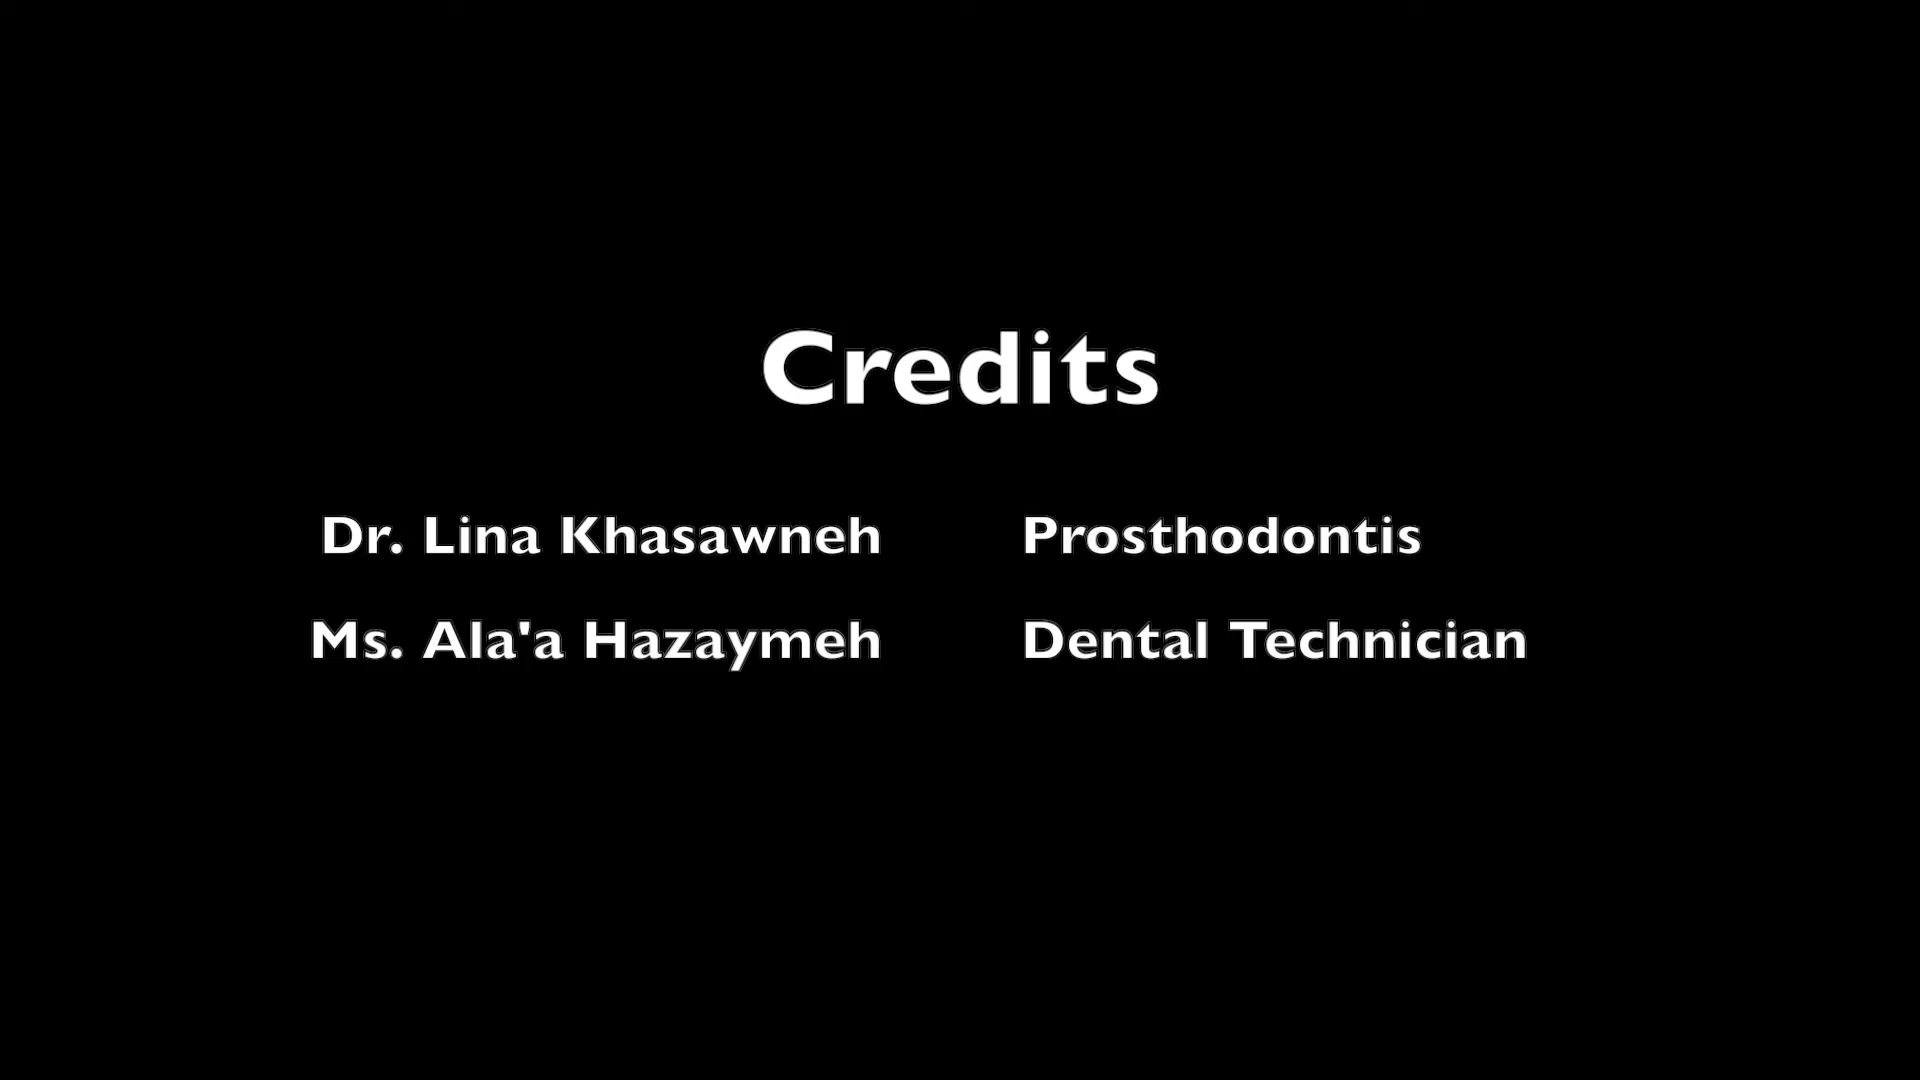 Credits
Dr. Lina Khasawneh Prosthodontis
Ms. Ala'a Hazaymeh Dental Technician